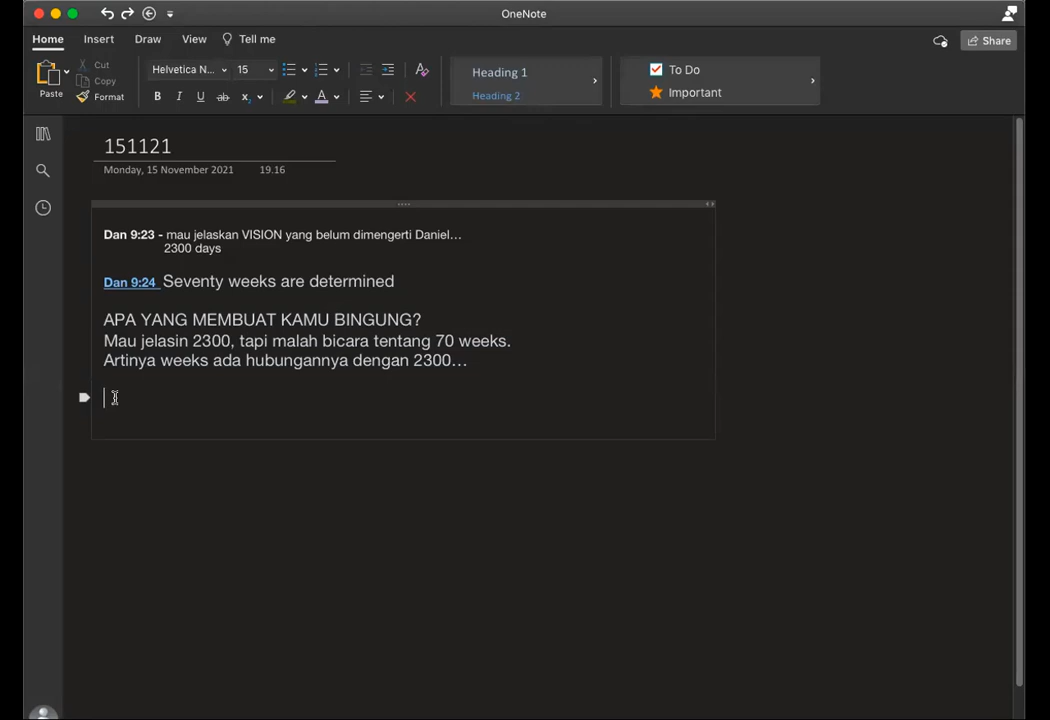 OneNote
Home Insert Draw View Tell me
Share
Paste
Cut
Copy
Format
Helvetica N... 15
B I U ab x₂ A
Heading 1
Heading 2
To Do
Important
151121
Monday, 15 November 2021 19.16
Dan 9:23 - mau jelaskan VISION yang belum dimengerti Daniel…
2300 days
Dan 9:24 Seventy weeks are determined
APA YANG MEMBUAT KAMU BINGUNG?
Mau jelasin 2300, tapi malah bicara tentang 70 weeks.
Artinya weeks ada hubungannya dengan 2300…